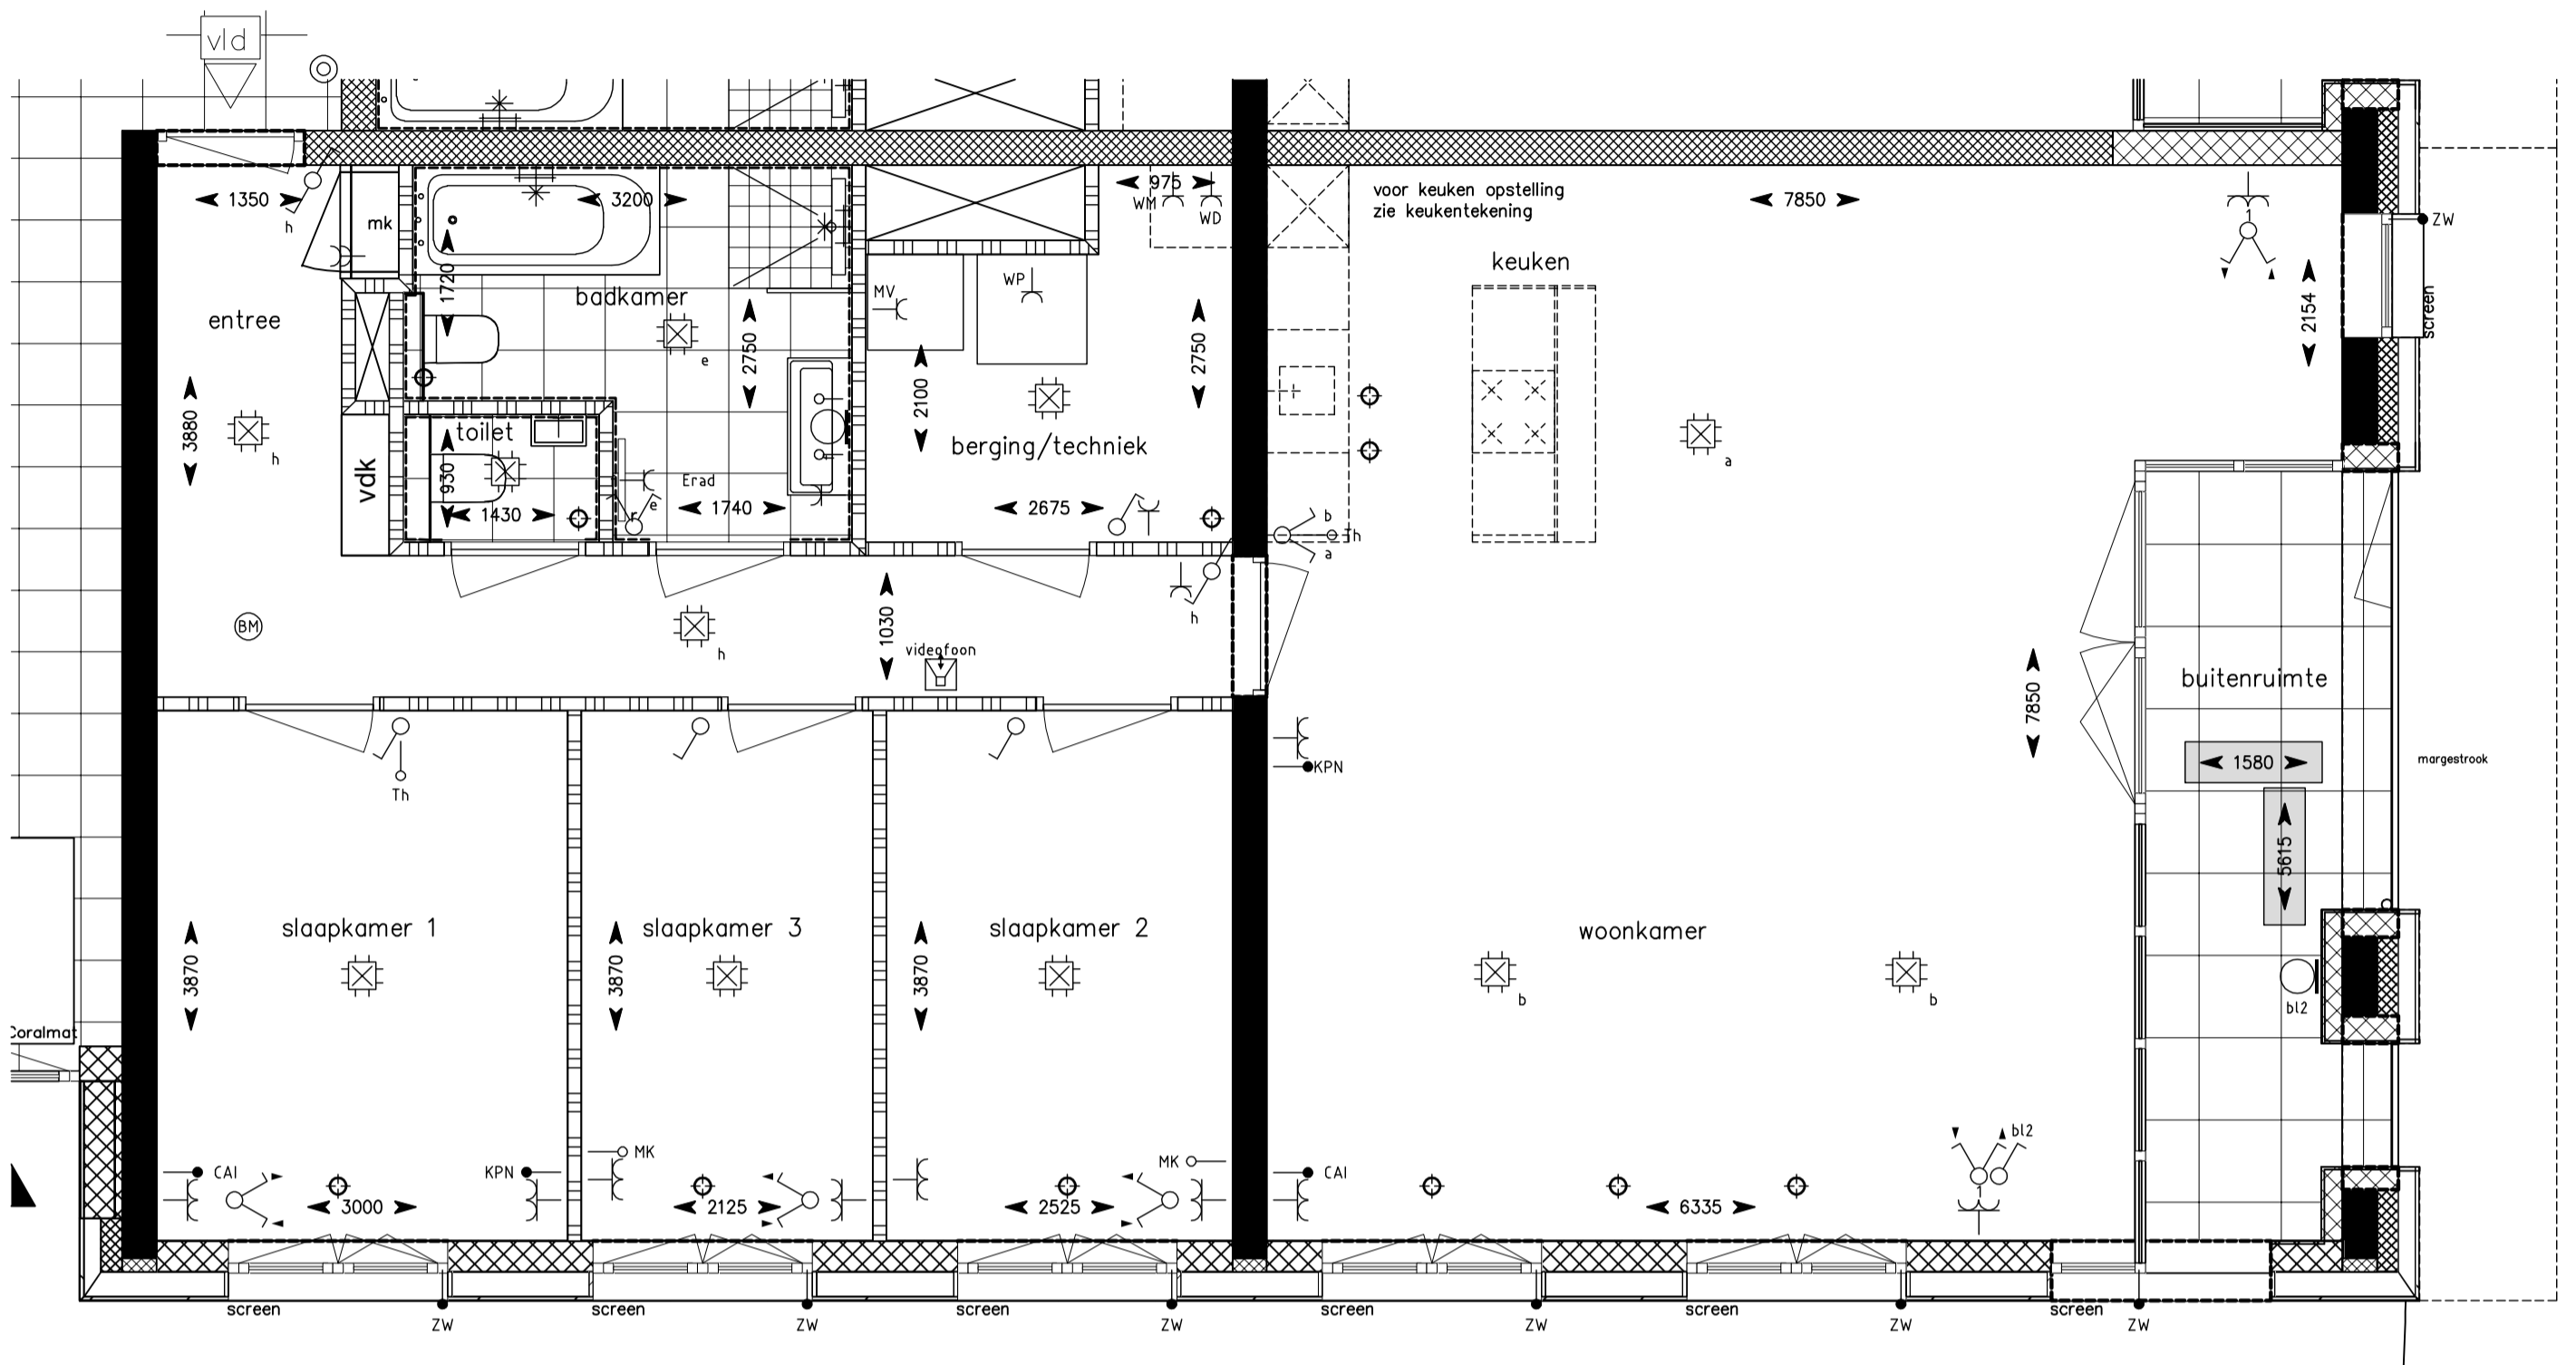 vld
1350
h
mk
3200
1720
975
WM
WD
voor keuken opstelling
zie keukentekening
7850
1
ZW
screen
2154
keuken
entree
badkamer
e
2750
MV
WP
2100
2750
berging/techniek
3880
h
vdk
toilet
930
1430
Erad
e
r
1740
2675
b
Th
a
a
h
BM
h
1030
videofoon
7850
buitenruimte
1580
5615
margestrook
KPN
Th
slaapkamer 1
slaapkamer 3
slaapkamer 2
woonkamer
3870
3870
3870
b
b
bl2
Coralmat
CAI
3000
KPN
MK
2125
MK
2525
CAI
6335
bl2
1
screen
ZW
screen
ZW
screen
ZW
screen
ZW
screen
ZW
screen
ZW